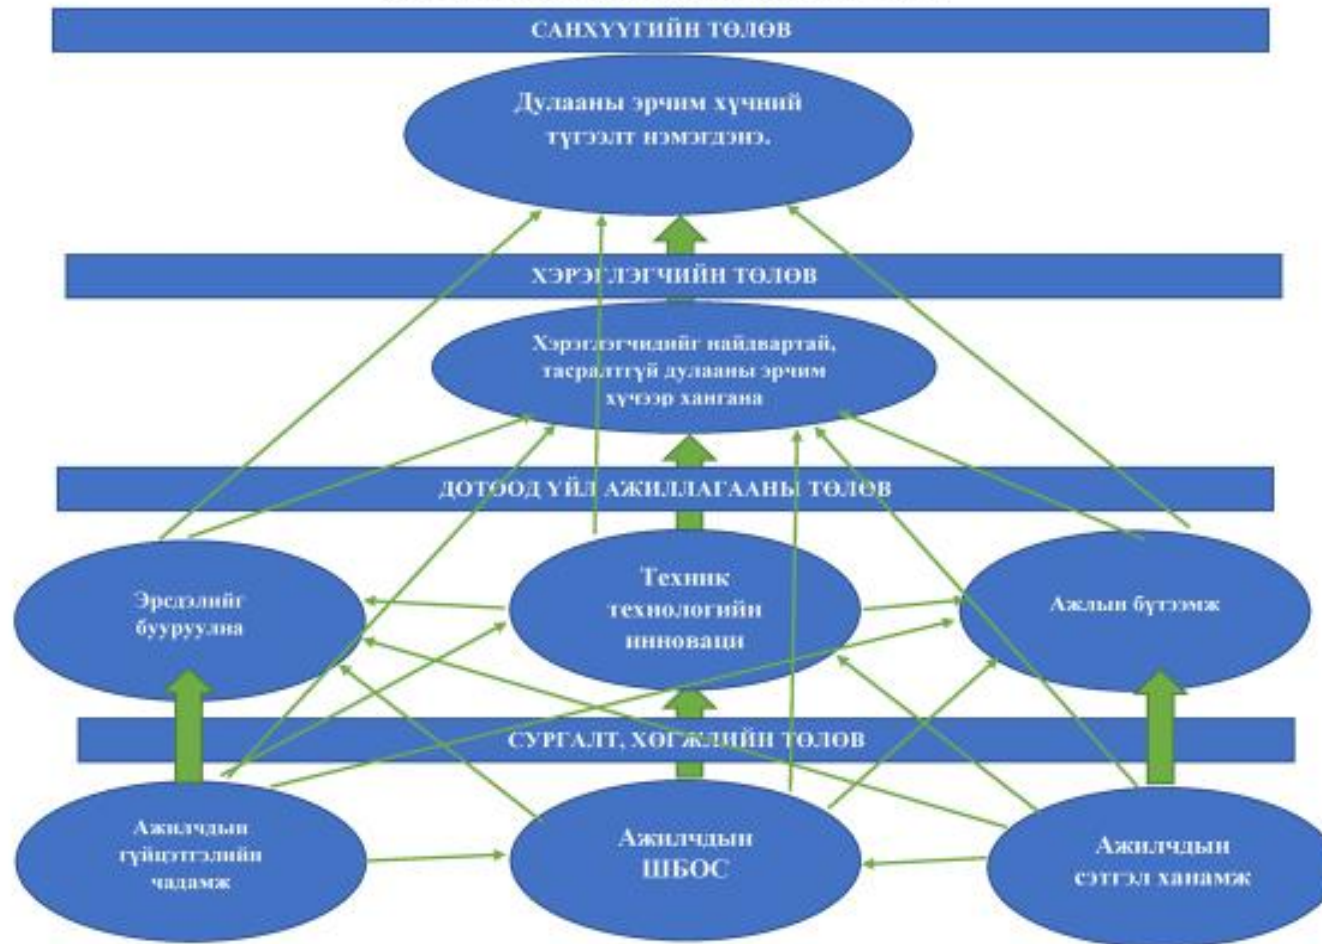 САНХҮҮГИЙН ТӨЛӨВ
Дулааны эрчим хүчний
түгээлт нэмэгдэнэ.
ХЭРЭГЛЭГЧИЙН ТӨЛӨВ
Хэрэглэгчидийг найдвартай,
тасралтгүй дулааны эрчим
хүчээр хангана
ДОТООД ҮЙЛ АЖИЛЛАГААНЫ ТӨЛӨВ
Эрсдэлийг
бууруулна
Техник
технологийн
инноваци
Ажлын бүтээмж
СУРГАЛТ, ХӨГЖЛИЙН ТӨЛӨВ
Ажилчдын
гүйцэтгэлийн
чадамж
Ажилчдын
ШБОС
Ажилчдын
сэтгэл ханамж